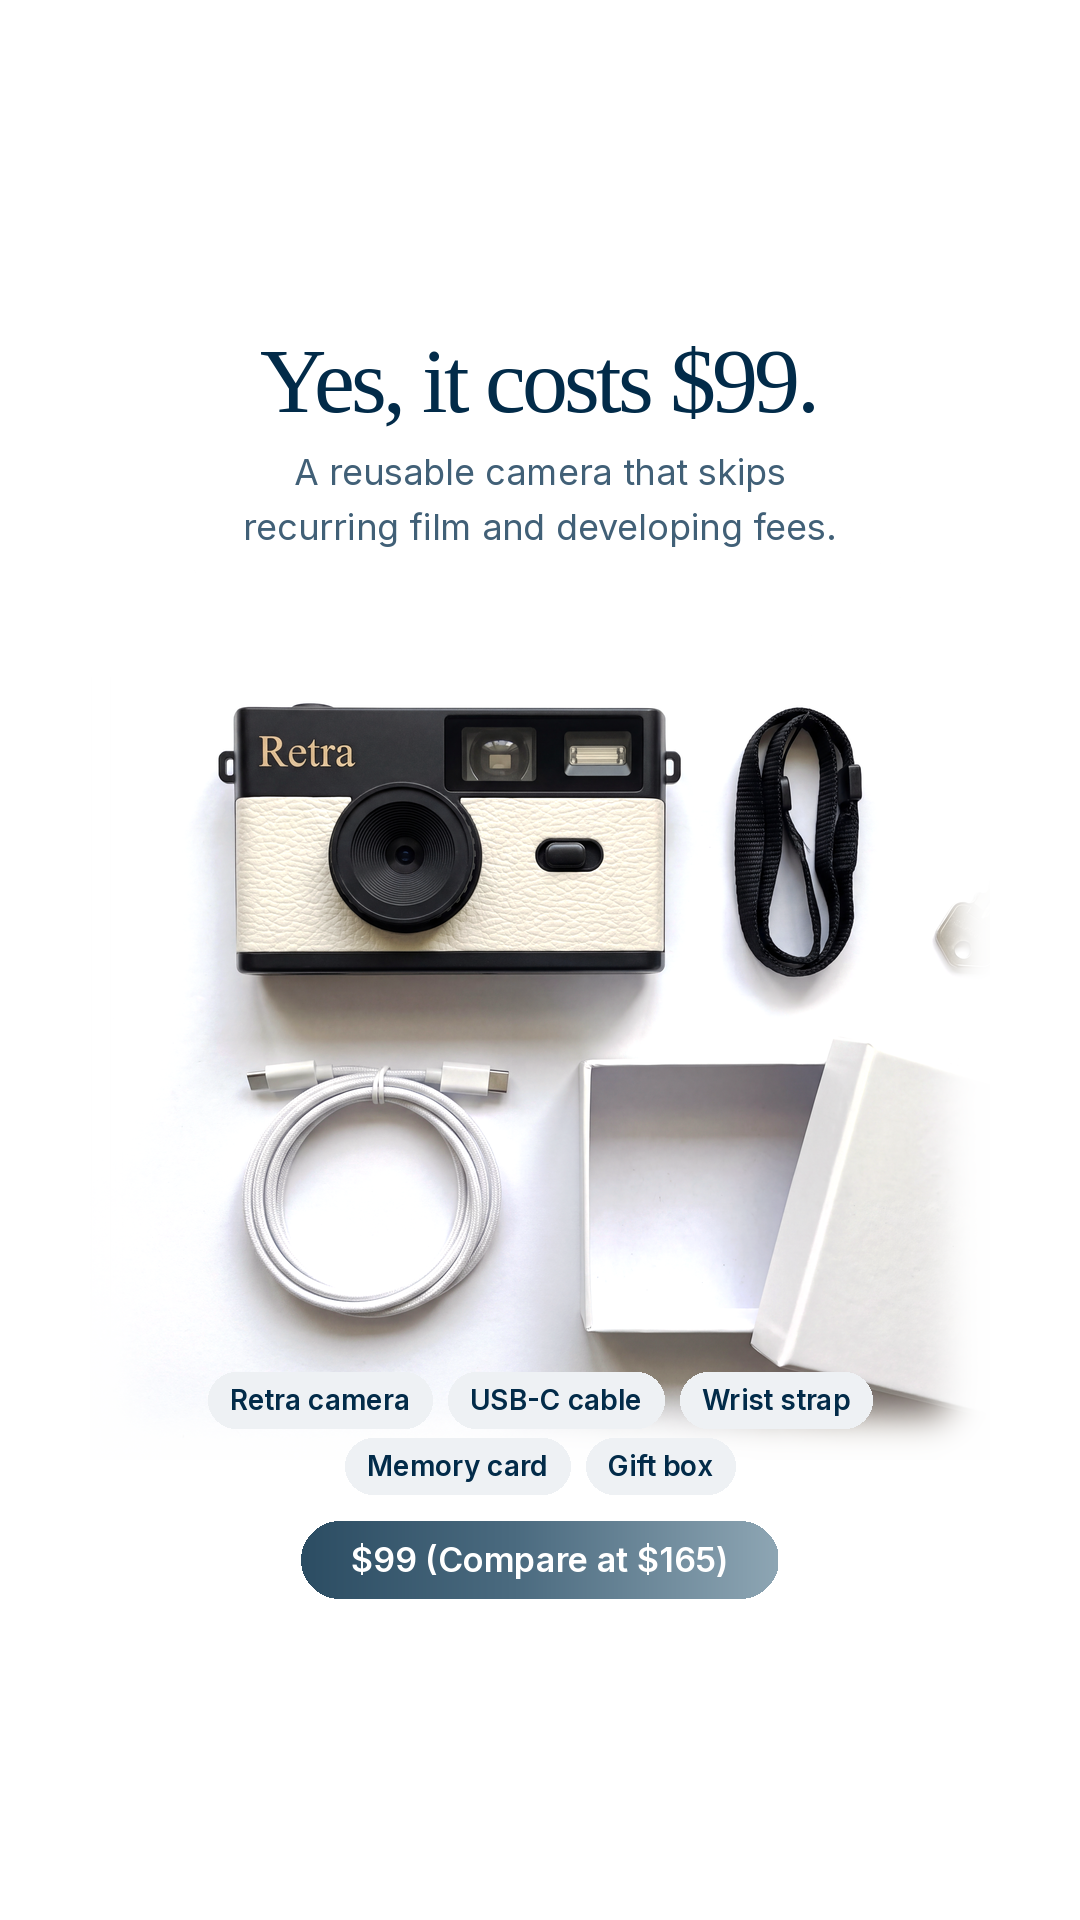 Yes, it costs $99.
A reusable camera that skips
recurring film and developing fees.
Retra
Retra camera
USB-C cable
Wrist strap
Memory card
Gift box
$99 (Compare at $165)